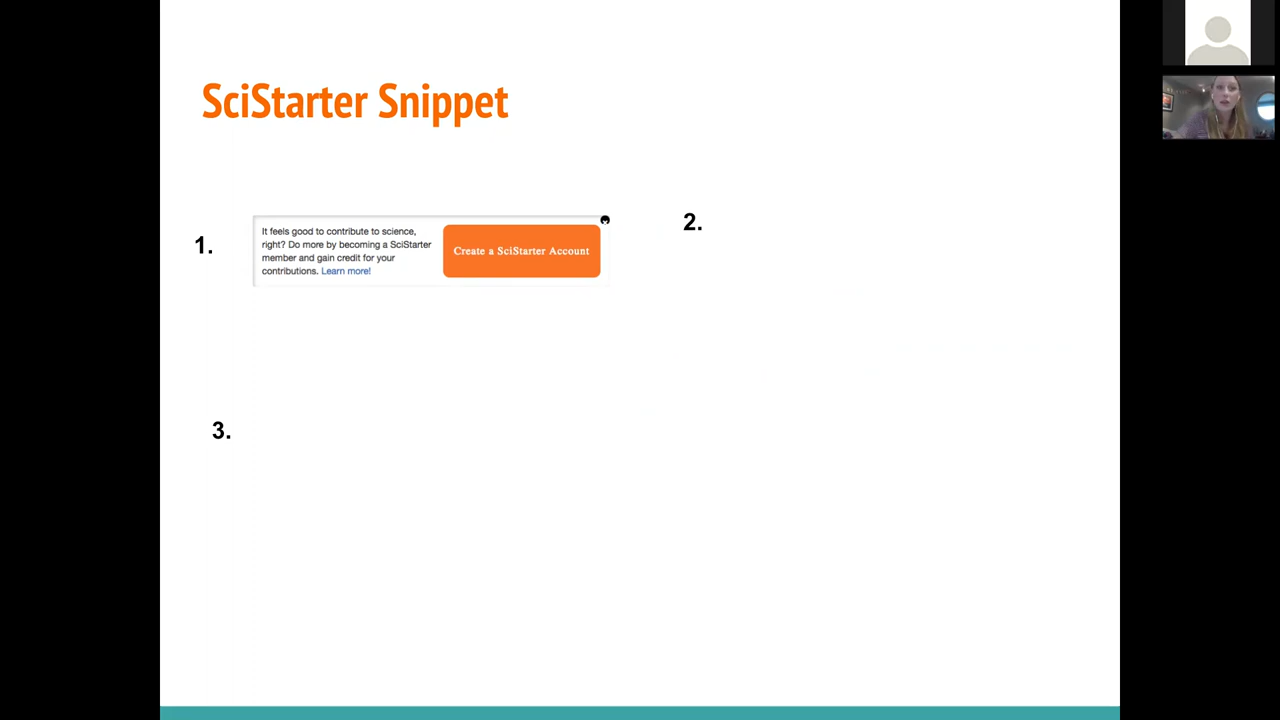 SciStarter Snippet
1.
It feels good to contribute to science,
right? Do more by becoming a SciStarter
member and gain credit for your
contributions. Learn more!
Create a SciStarter Account
2.
3.